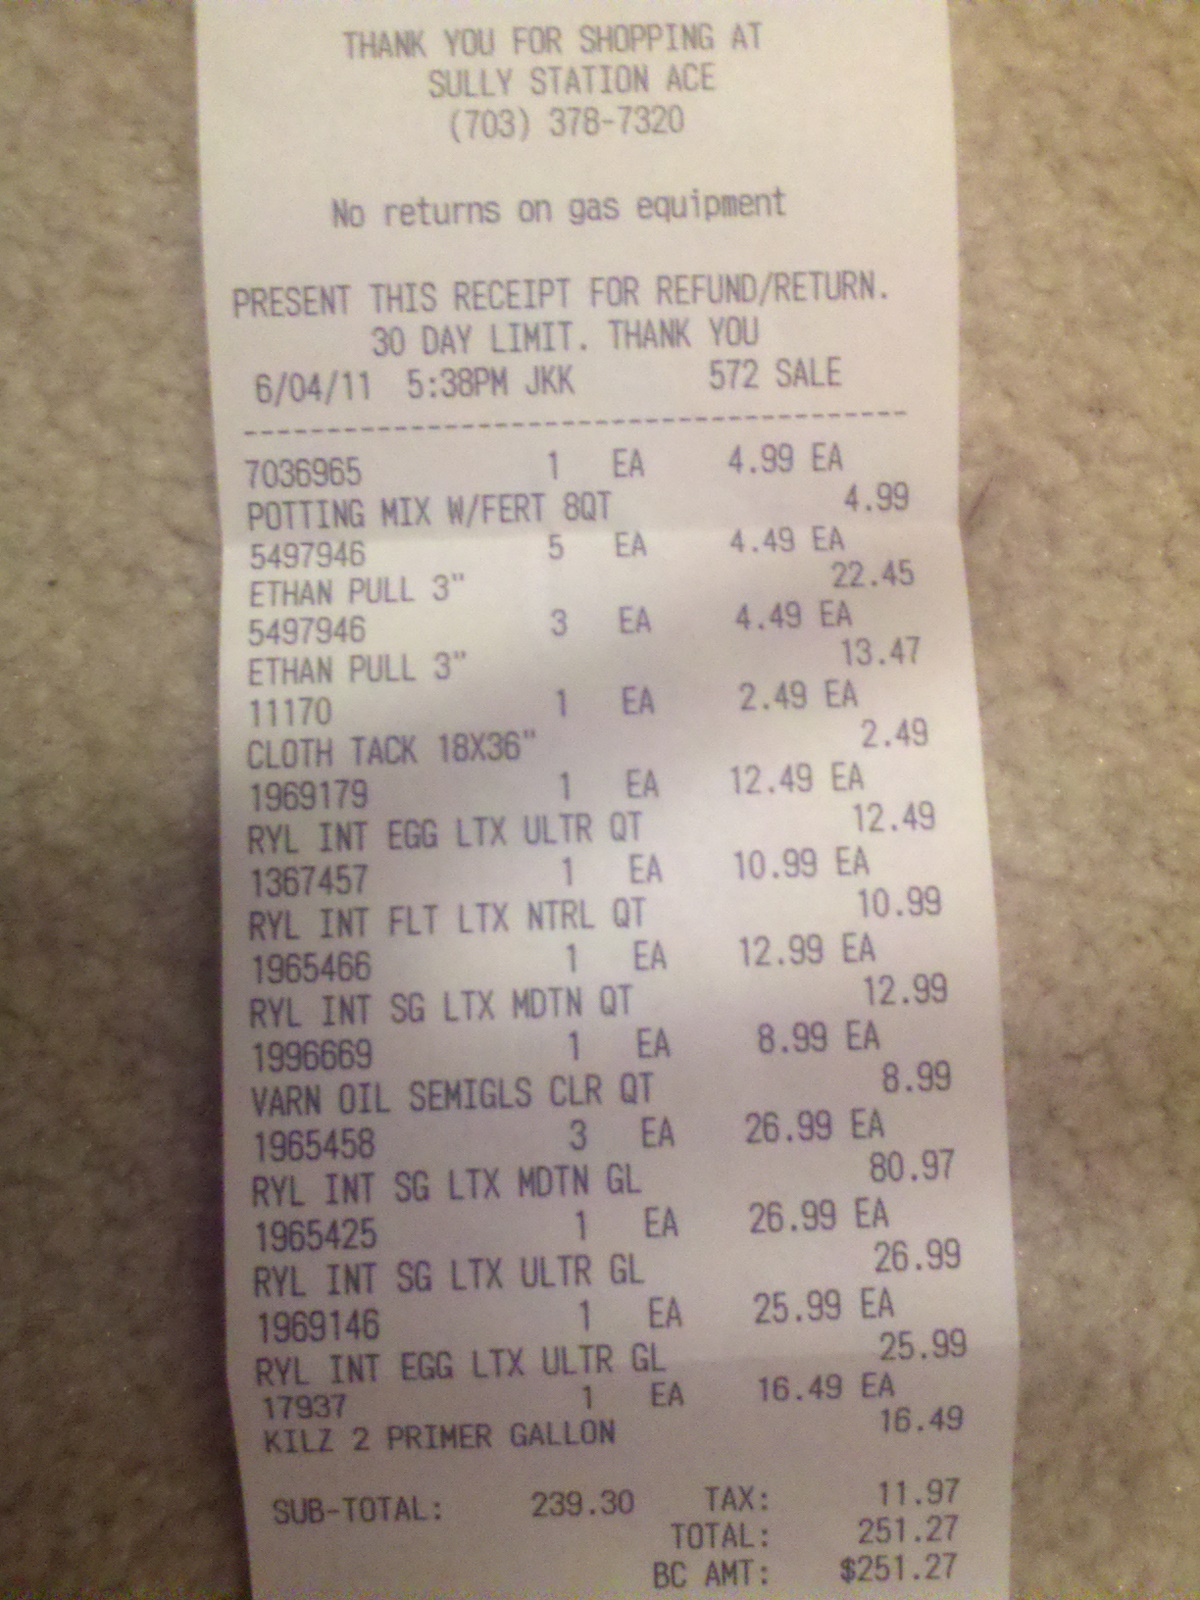 THANK YOU FOR SHOPPING AT
SULLY STATION ACE
(703) 378-7320
No returns on gas equipment
PRESENT THIS RECEIPT FOR REFUND/RETURN.
30 DAY LIMIT. THANK YOU
6/04/11 5:38PM JKK 572 SALE
----------------------------------------
7036965 1 EA 4.99 EA
POTTING MIX W/FERT 8QT 4.99
5497946 5 EA 4.49 EA
ETHAN PULL 3" 22.45
5497946 3 EA 4.49 EA
ETHAN PULL 3" 13.47
11170 1 EA 2.49 EA
CLOTH TACK 18X36" 2.49
1969179 1 EA 12.49 EA
RYL INT EGG LTX ULTR QT 12.49
1367457 1 EA 10.99 EA
RYL INT FLT LTX NTRL QT 10.99
1965466 1 EA 12.99 EA
RYL INT SG LTX MDTN QT 12.99
1996669 1 EA 8.99 EA
VARN OIL SEMIGLS CLR QT 8.99
1965458 3 EA 26.99 EA
RYL INT SG LTX MDTN GL 80.97
1965425 1 EA 26.99 EA
RYL INT SG LTX ULTR GL 26.99
1969146 1 EA 25.99 EA
RYL INT EGG LTX ULTR GL 25.99
17937 1 EA 16.49 EA
KILZ 2 PRIMER GALLON 16.49
SUB-TOTAL: 239.30 TAX: 11.97
TOTAL: 251.27
BC AMT: $251.27